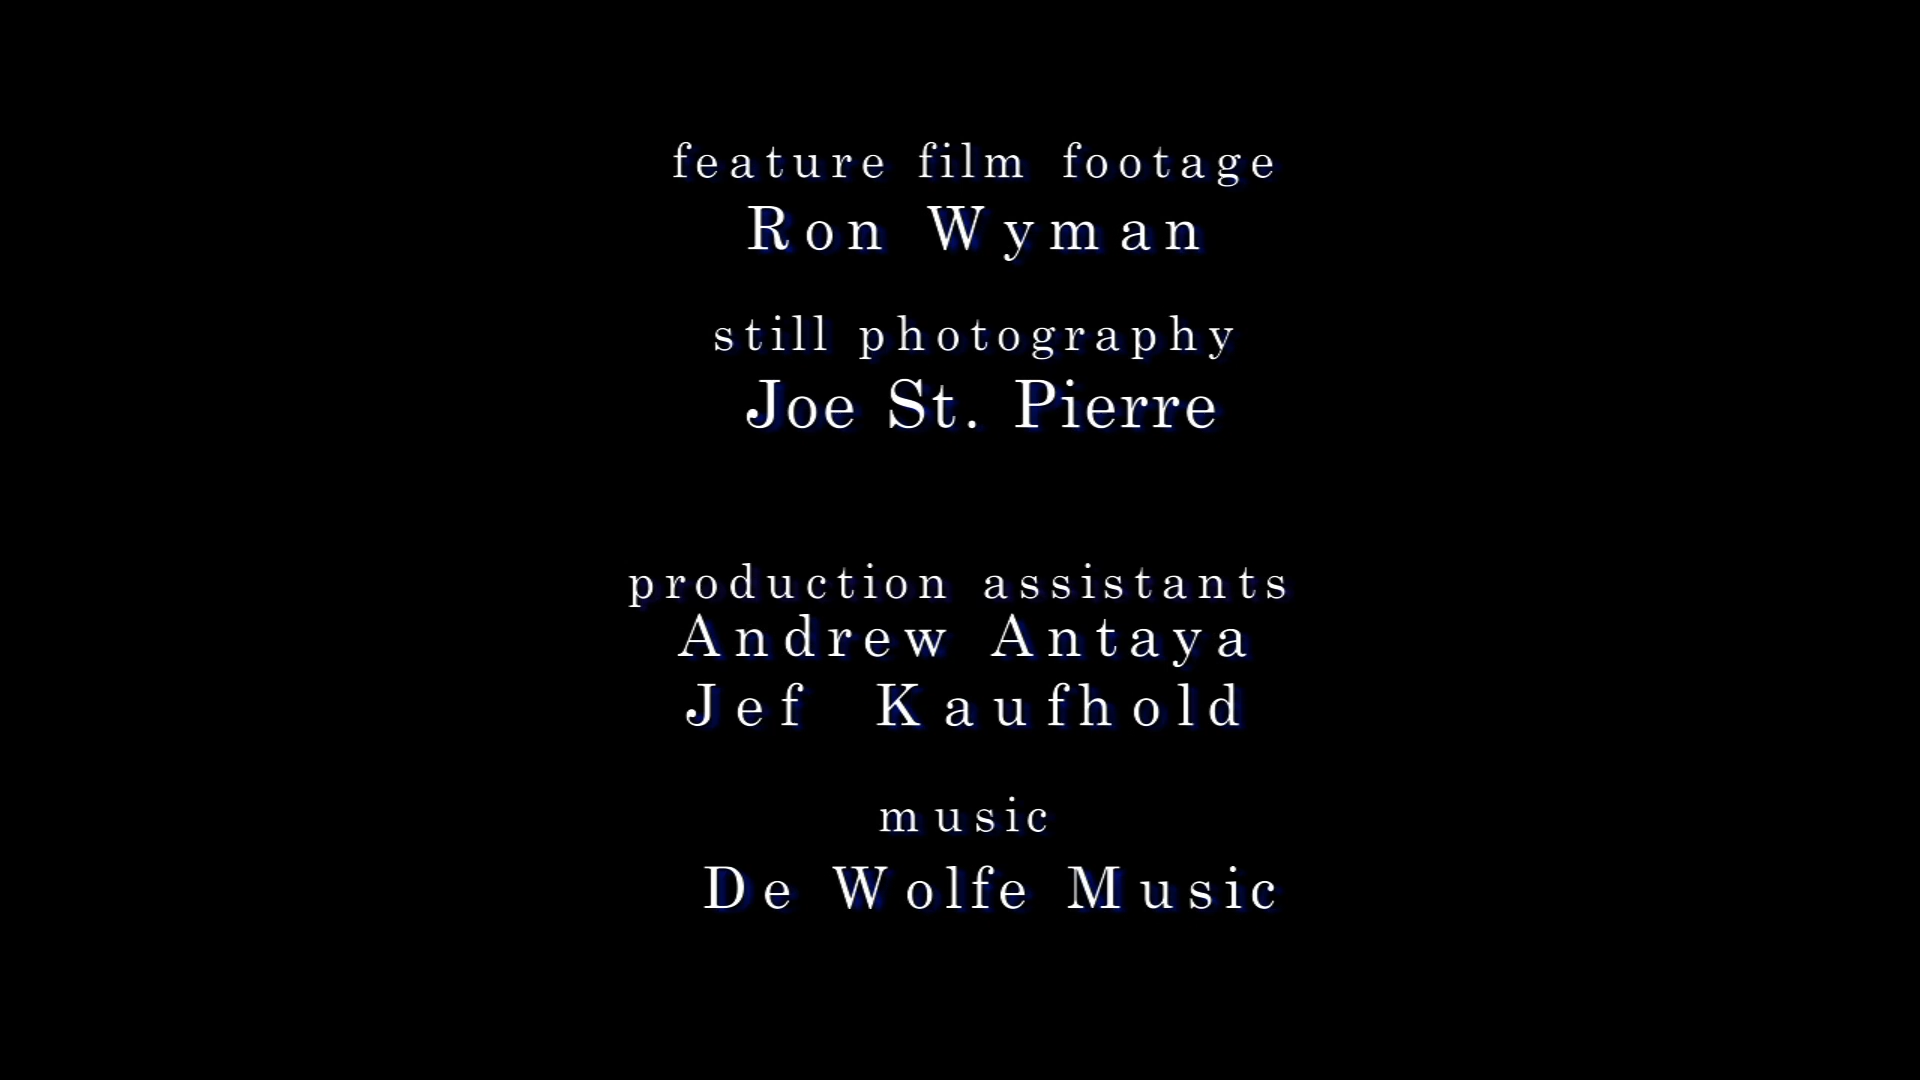 feature film footage
Ron Wyman
still photography
Joe St. Pierre
production assistants
Andrew Antaya
Jef Kaufhold
music
De Wolfe Music